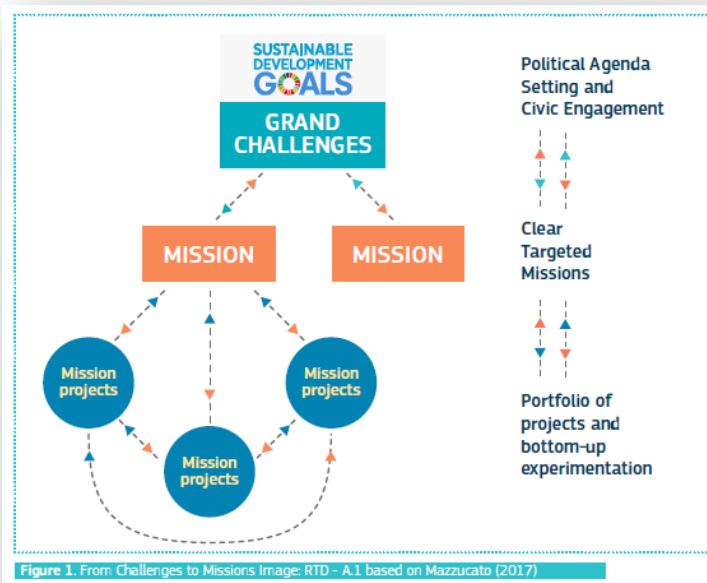 SUSTAINABLE
DEVELOPMENT
GOALS
GRAND
CHALLENGES
MISSION
MISSION
Mission
projects
Mission
projects
Mission
projects
Political Agenda
Setting and
Civic Engagement
Clear
Targeted
Missions
Portfolio of
projects and
bottom-up
experimentation
Figure 1. From Challenges to Missions Image: RTD - A.1 based on Mazzucato (2017)